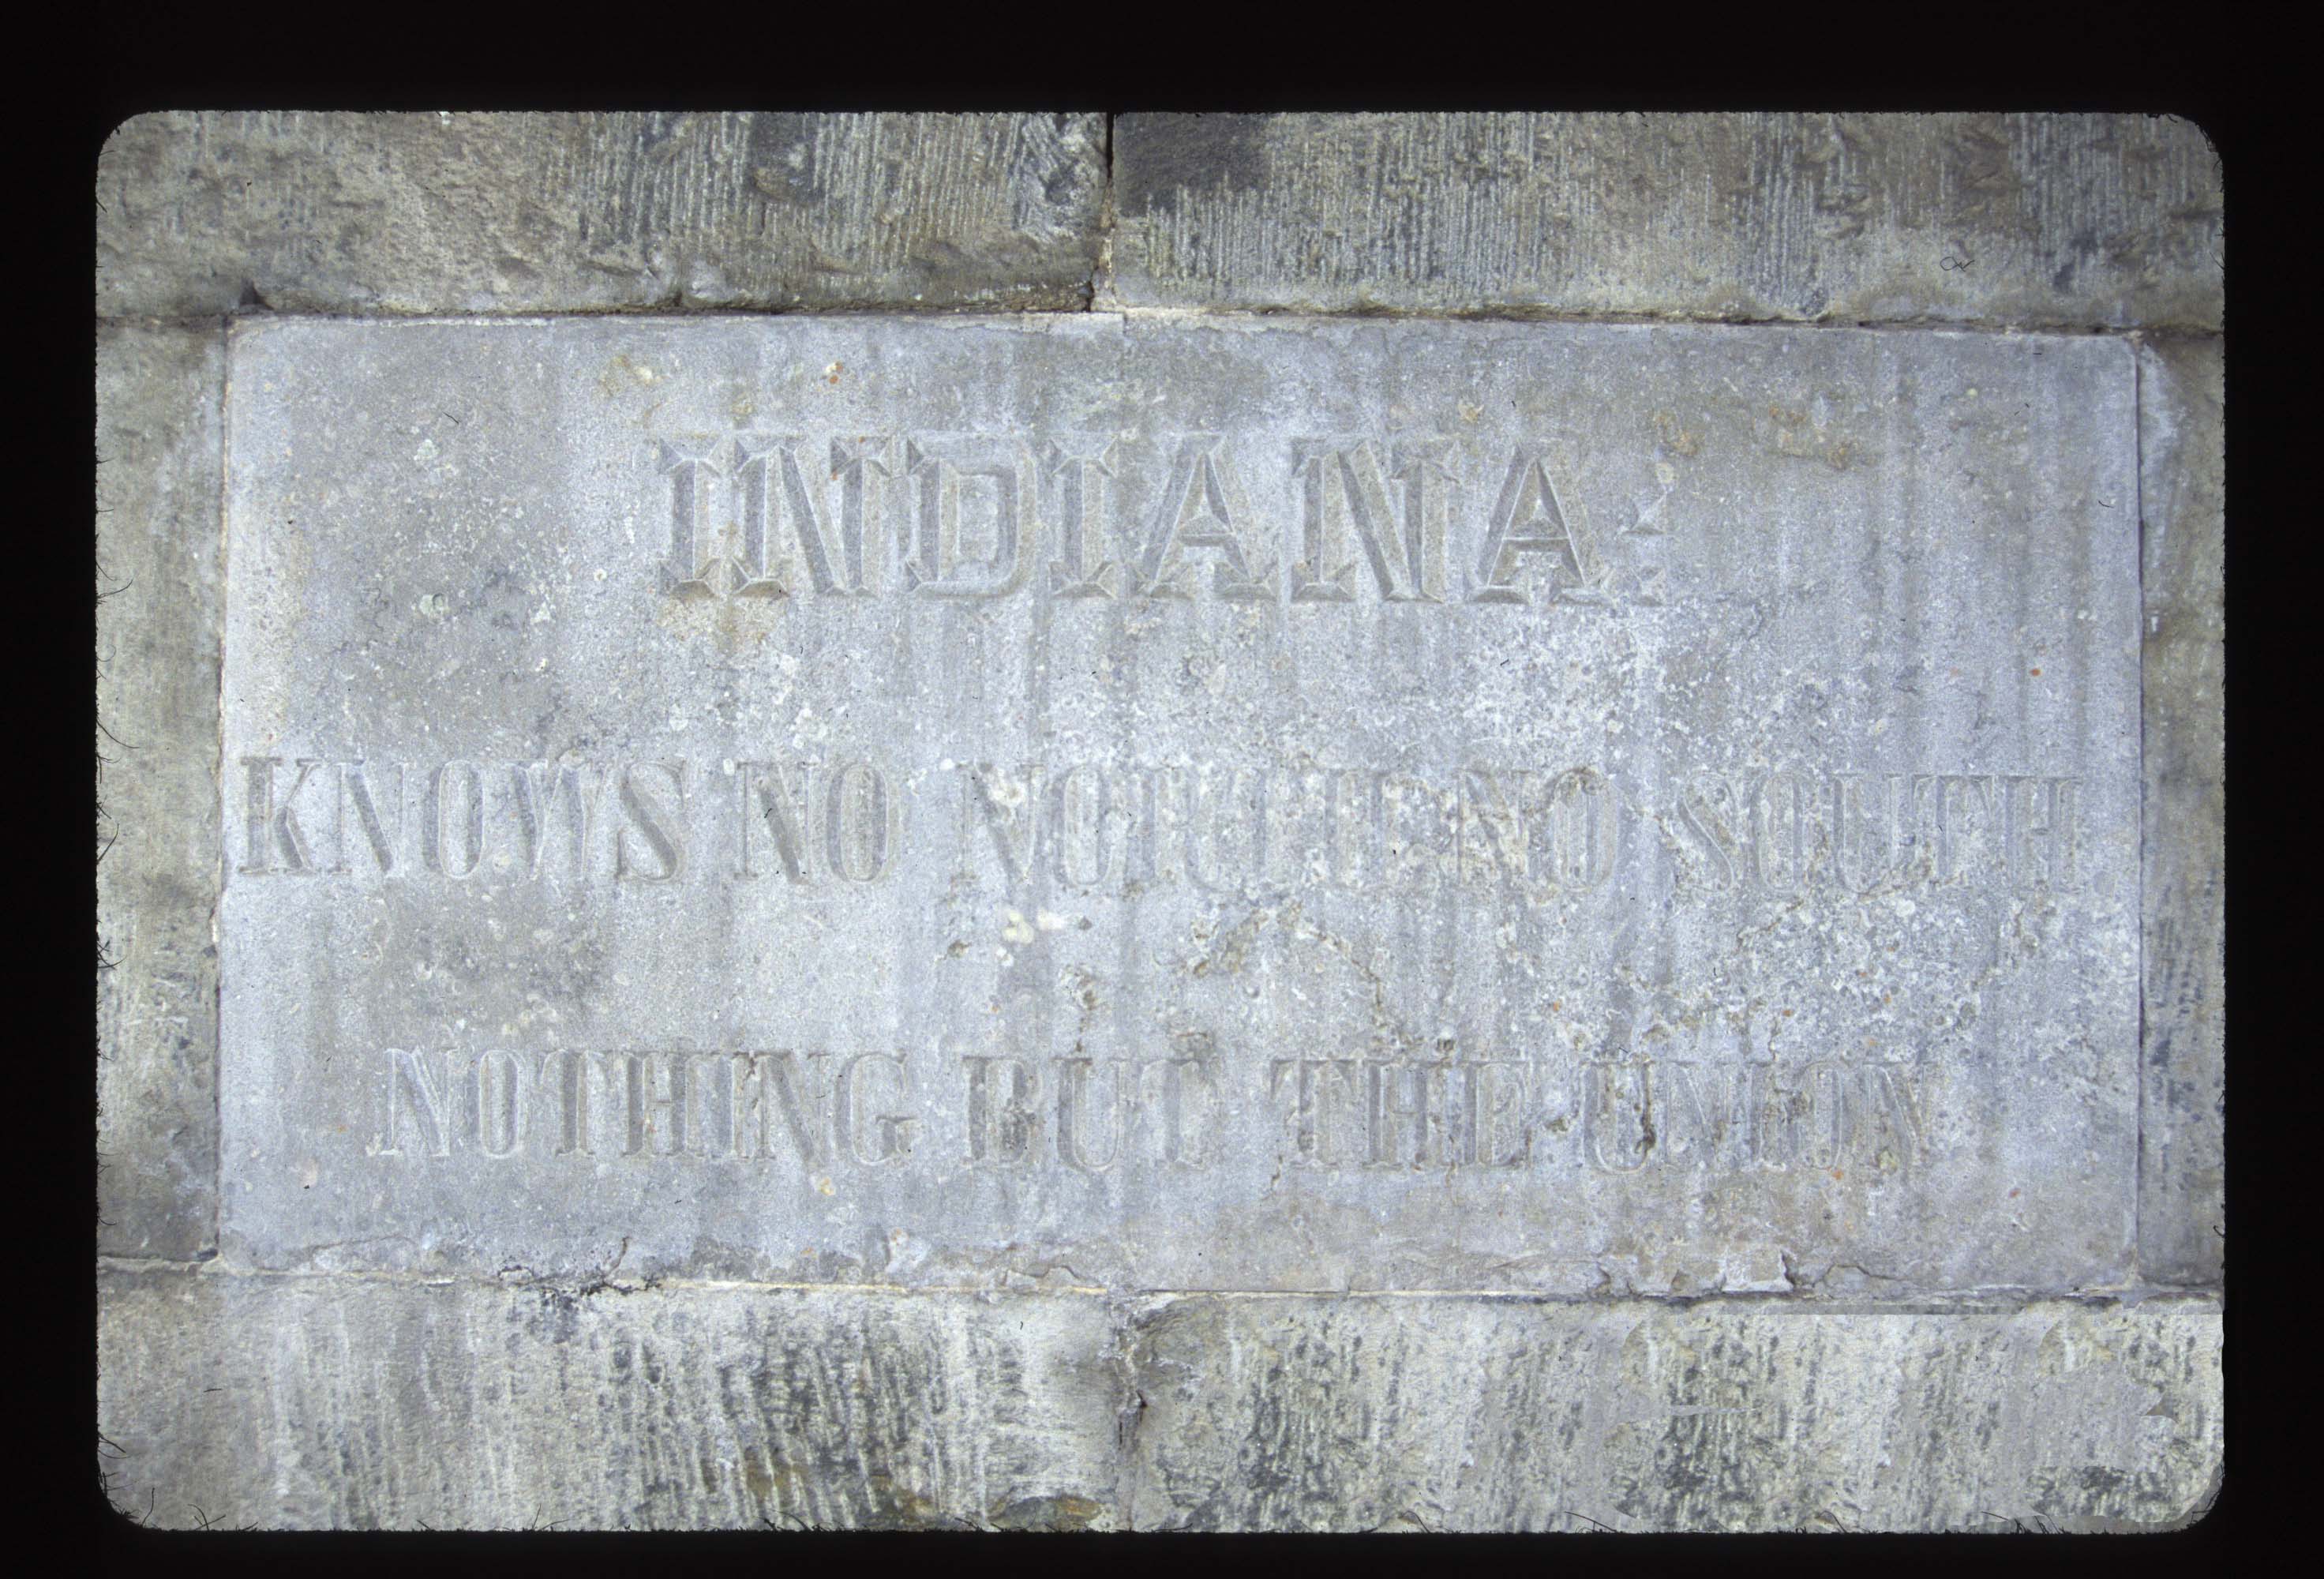 INDIANA:
KNOWS NO NORTH NO SOUTH
NOTHING BUT THE UNION